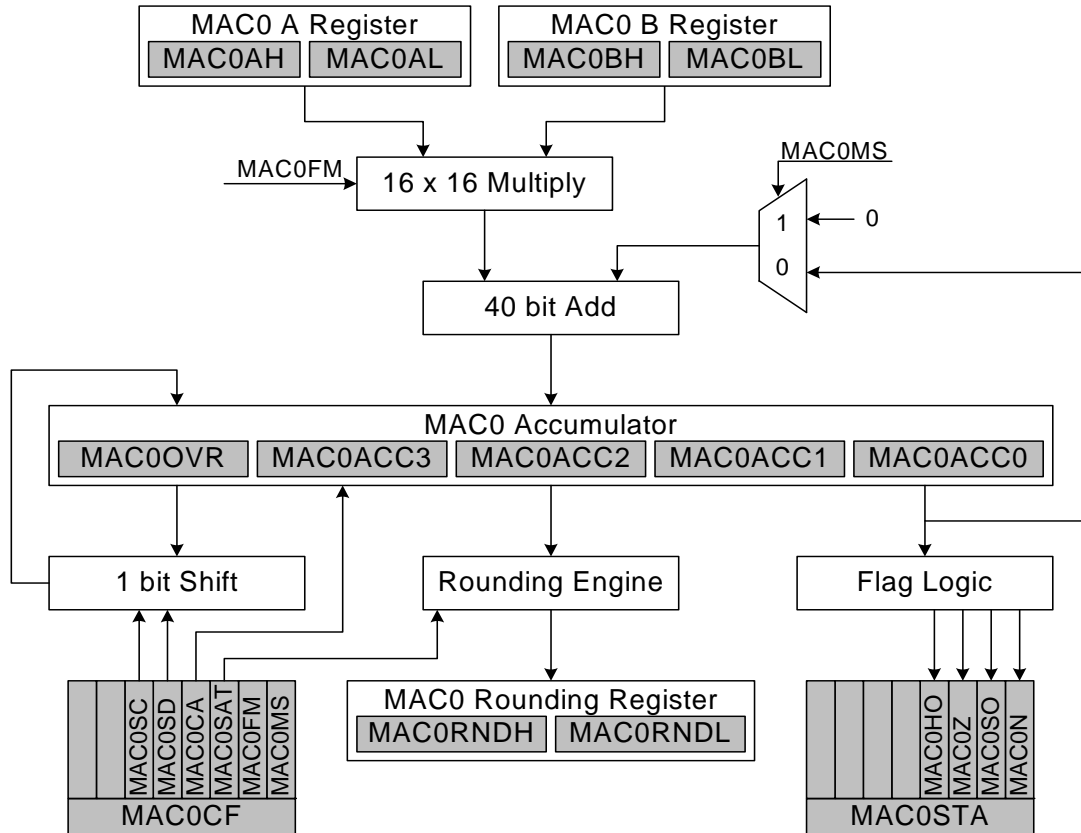 MAC0 A Register
MAC0AH MAC0AL
MAC0 B Register
MAC0BH MAC0BL
MAC0FM
16 x 16 Multiply
MAC0MS
1
0
0
40 bit Add
MAC0 Accumulator
MAC0OVR MAC0ACC3 MAC0ACC2 MAC0ACC1 MAC0ACC0
1 bit Shift
Rounding Engine
Flag Logic
MAC0SC
MAC0SD
MAC0CA
MAC0SAT
MAC0FM
MAC0MS
MAC0CF
MAC0 Rounding Register
MAC0RNDH MAC0RNDL
MAC0HO
MAC0Z
MAC0SO
MAC0N
MAC0STA